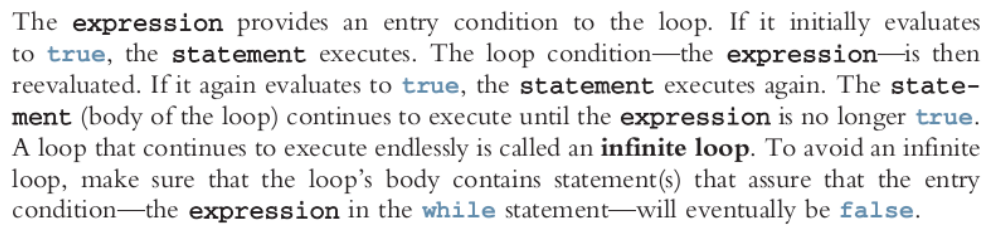 The expression provides an entry condition to the loop. If it initially evaluates
to true, the statement executes. The loop condition—the expression—is then
reevaluated. If it again evaluates to true, the statement executes again. The state-
ment (body of the loop) continues to execute until the expression is no longer true.
A loop that continues to execute endlessly is called an infinite loop. To avoid an infinite
loop, make sure that the loop's body contains statement(s) that assure that the entry
condition—the expression in the while statement—will eventually be false.